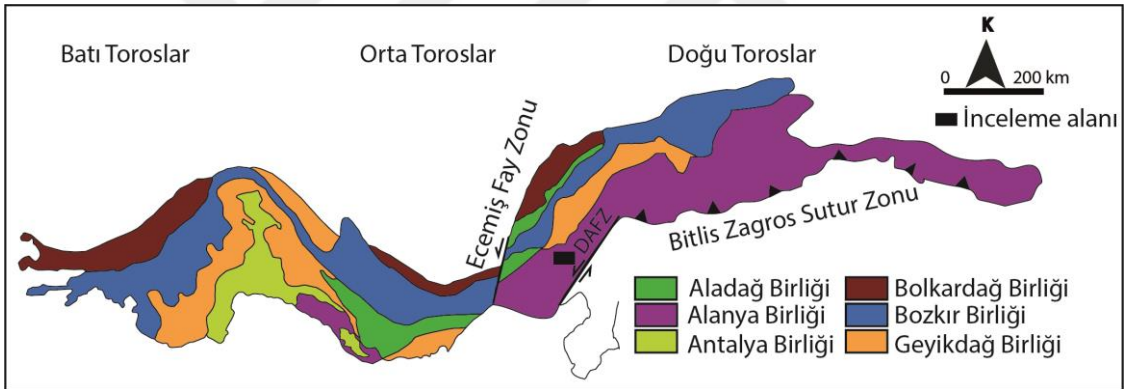 Batı Toroslar
Orta Toroslar
Doğu Toroslar
K
0 200 km
İnceleme alanı
Ecemiş Fay Zonu
DAFZ
Bitlis Zagros Sutur Zonu
Aladağ Birliği
Bolkardağ Birliği
Alanya Birliği
Bozkır Birliği
Antalya Birliği
Geyikdağ Birliği